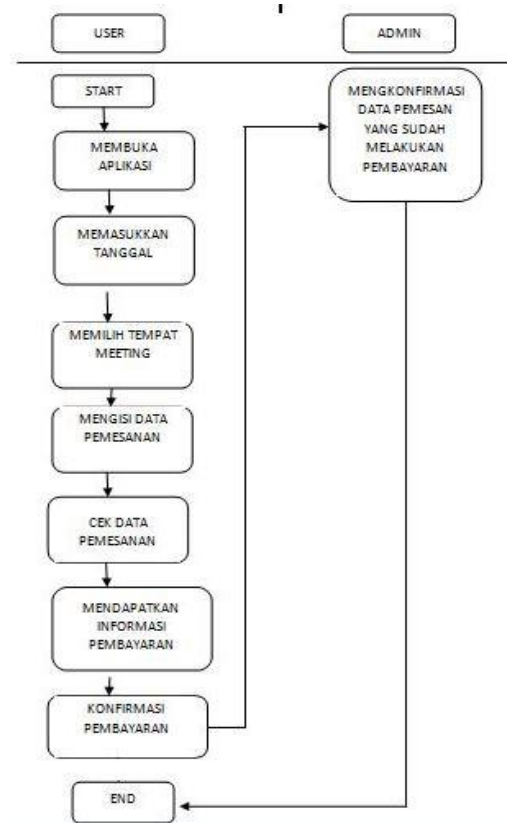 USER
ADMIN
START
MEMBUKA
APLIKASI
MEMASUKKAN
TANGGAL
MEMILIH TEMPAT
MEETING
MENGISI DATA
PEMESANAN
CEK DATA
PEMESANAN
MENDAPATKAN
INFORMASI
PEMBAYARAN
KONFIRMASI
PEMBAYARAN
END
MENGKONFIRMASI
DATA PEMESAN
YANG SUDAH
MELAKUKAN
PEMBAYARAN